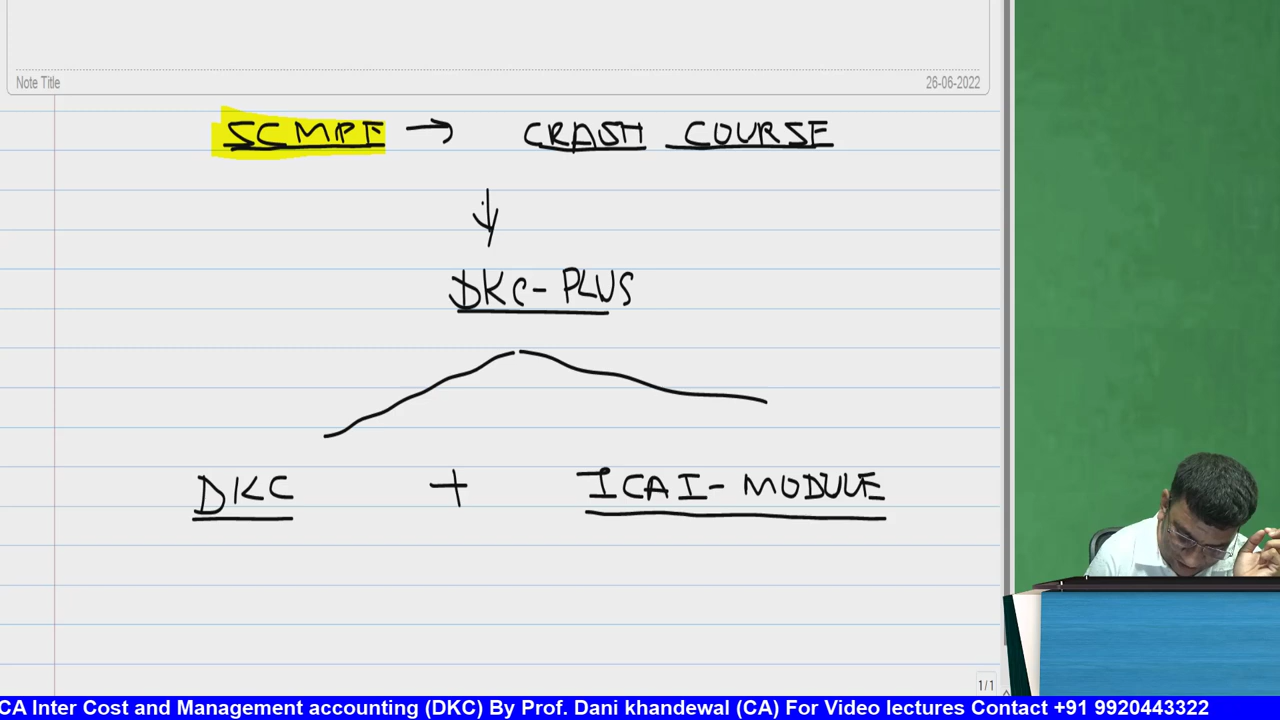 Note Title
26-06-2022
SCMPE → CRASH COURSE
↓
DKC-PLUS
DKC + ICAI-MODULE
1/1
CA Inter Cost and Management accounting (DKC) By Prof. Dani khandewal (CA) For Video lectures Contact +91 9920443322